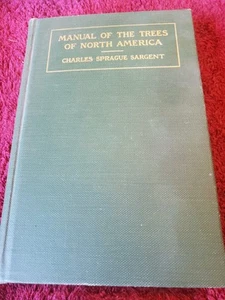 MANUAL OF THE TREES
OF NORTH AMERICA
CHARLES SPRAGUE SARGENT